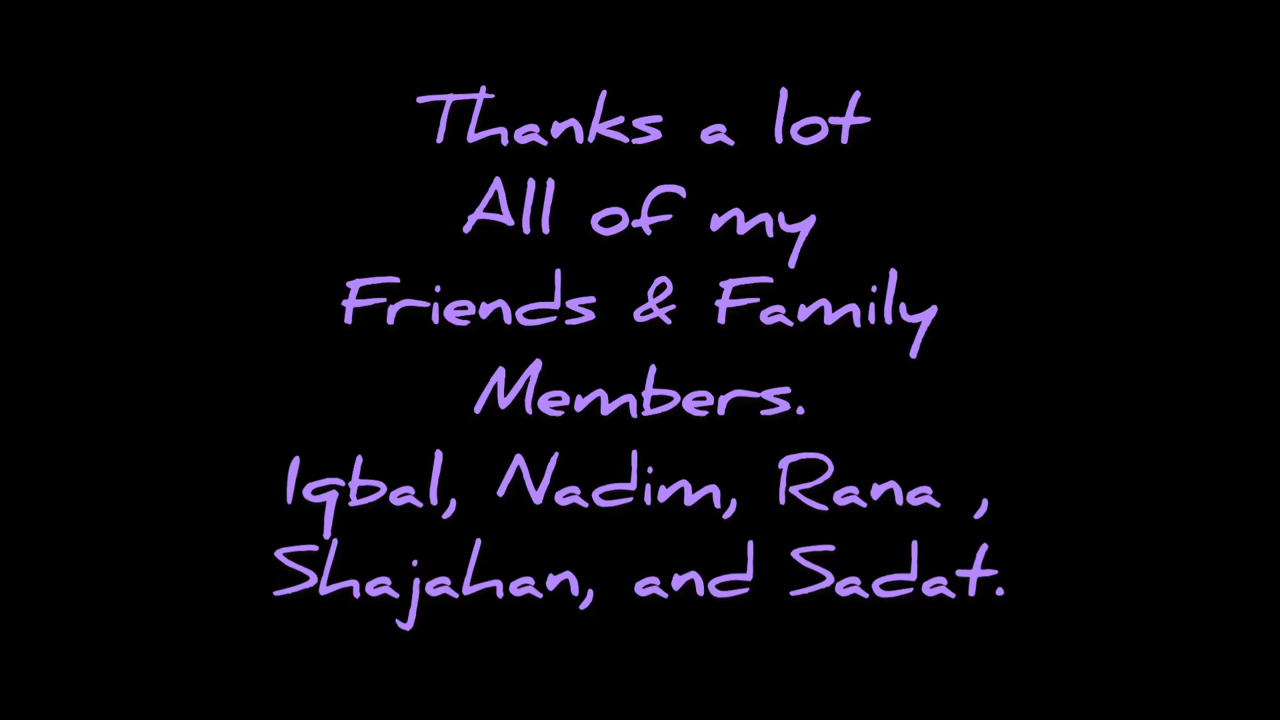 Thanks a lot
All of my
Friends & Family
Members.
Iqbal, Nadim, Rana ,
Shajahan, and Sadat.